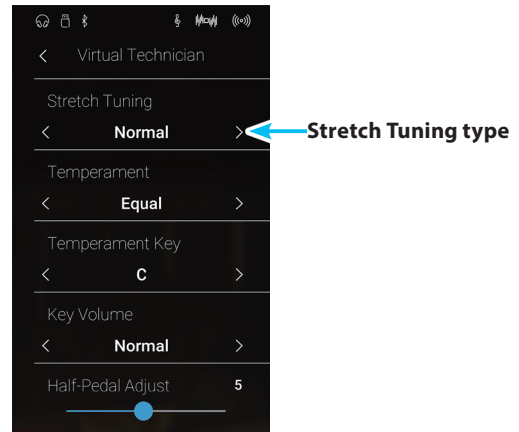 Virtual Technician
Stretch Tuning
Normal
Stretch Tuning type
Temperament
Equal
Temperament Key
C
Key Volume
Normal
Half-Pedal Adjust 5